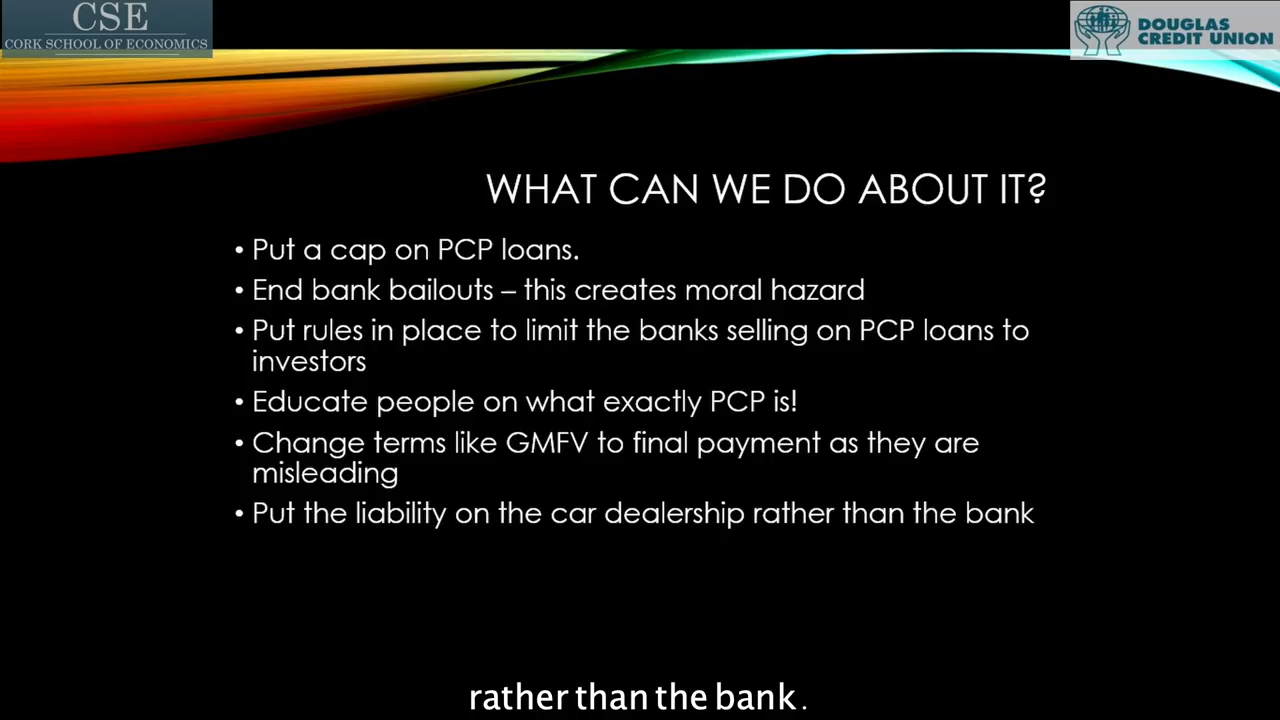 CSE
CORK SCHOOL OF ECONOMICS
DOUGLAS
CREDIT UNION
WHAT CAN WE DO ABOUT IT?
• Put a cap on PCP loans.
• End bank bailouts – this creates moral hazard
• Put rules in place to limit the banks selling on PCP loans to
investors
• Educate people on what exactly PCP is!
• Change terms like GMFV to final payment as they are
misleading
• Put the liability on the car dealership rather than the bank
rather than the bank.